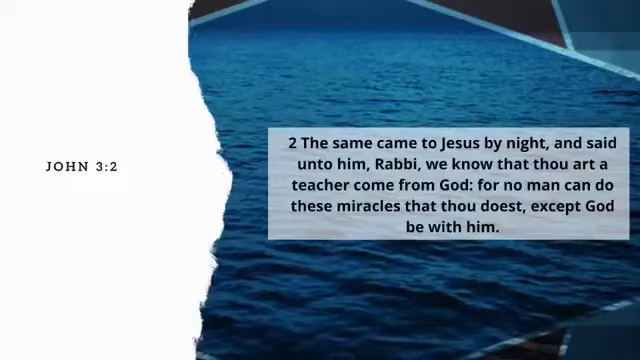 JOHN 3:2
2 The same came to Jesus by night, and said
unto him, Rabbi, we know that thou art a
teacher come from God: for no man can do
these miracles that thou doest, except God
be with him.